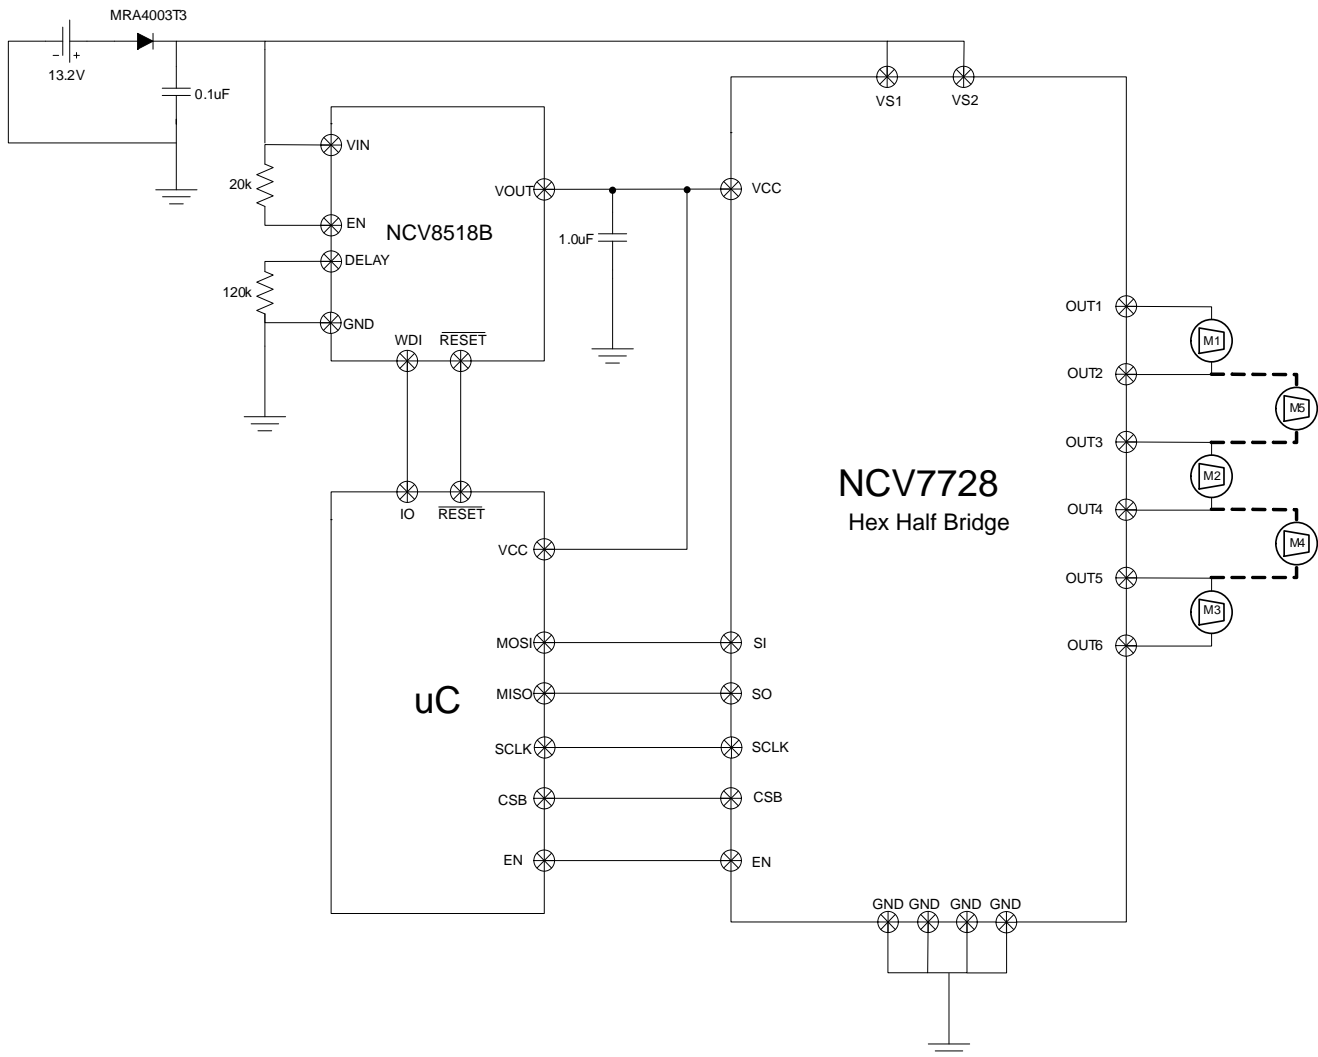 MRA4003T3
- +
13.2V
0.1uF
VS1
VS2
VIN
20k
EN
VOUT
VCC
NCV8518B
1.0uF
DELAY
120k
GND
WDI
RESET
OUT1
M1
OUT2
M5
OUT3
M2
NCV7728
Hex Half Bridge
OUT4
M4
OUT5
M3
OUT6
IO
RESET
VCC
MOSI
SI
uC
MISO
SO
SCLK
SCLK
CSB
CSB
EN
EN
GND GND GND GND